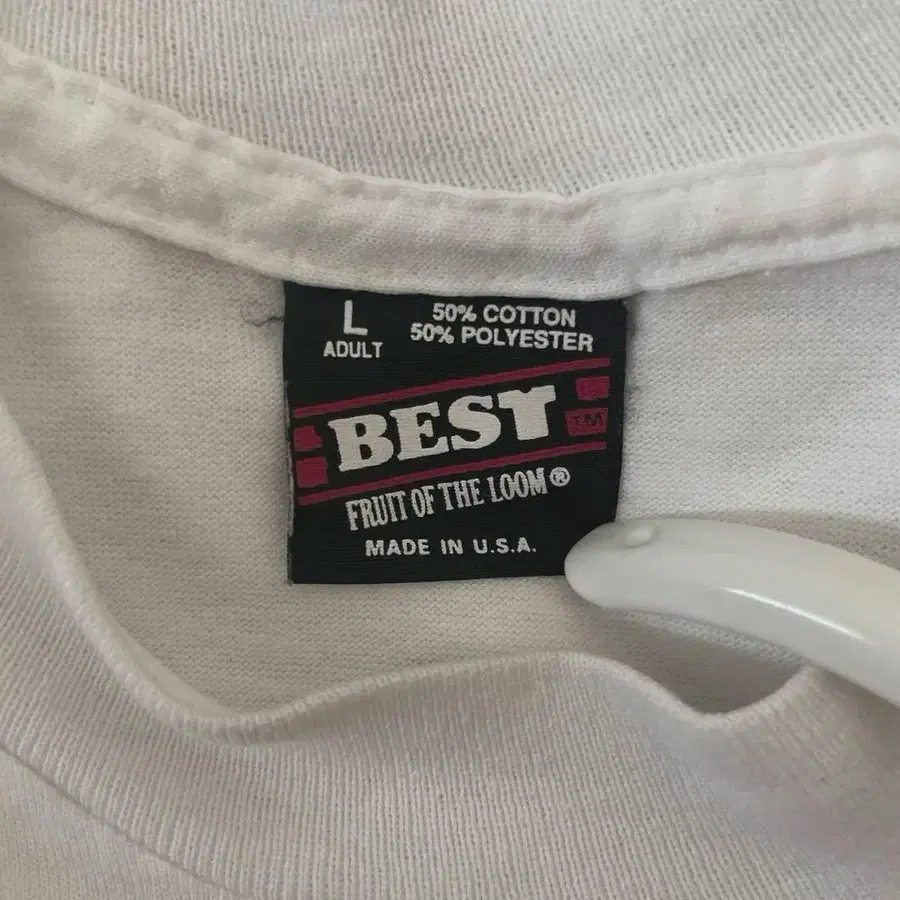 L
ADULT
50% COTTON
50% POLYESTER
BEST
TM
FRUIT OF THE LOOM®
MADE IN U.S.A.